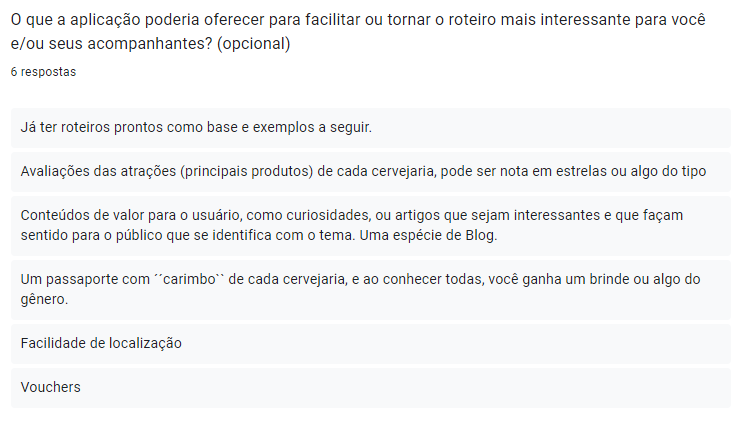 O que a aplicação poderia oferecer para facilitar ou tornar o roteiro mais interessante para você
e/ou seus acompanhantes? (opcional)
6 respostas
Já ter roteiros prontos como base e exemplos a seguir.
Avaliações das atrações (principais produtos) de cada cervejaria, pode ser nota em estrelas ou algo do tipo
Conteúdos de valor para o usuário, como curiosidades, ou artigos que sejam interessantes e que façam
sentido para o público que se identifica com o tema. Uma espécie de Blog.
Um passaporte com ´´carimbo`` de cada cervejaria, e ao conhecer todas, você ganha um brinde ou algo do
gênero.
Facilidade de localização
Vouchers